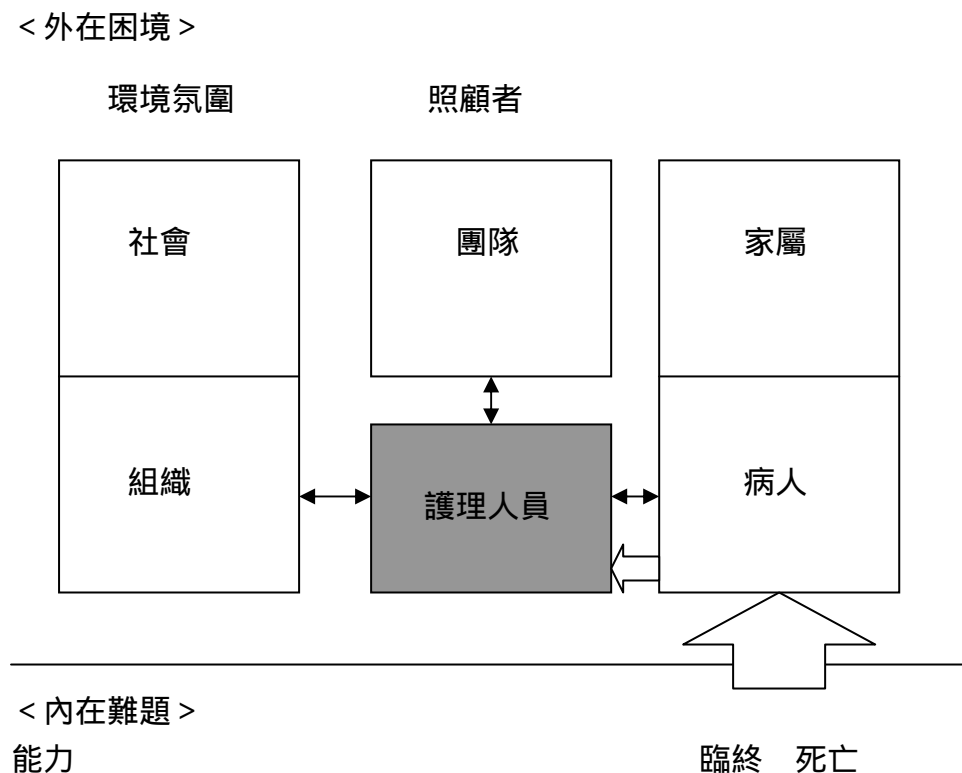 ＜外在困境＞
環境氛圍 照顧者
社會 團隊 家屬
組織 護理人員 病人
＜內在難題＞
能力 臨終 死亡